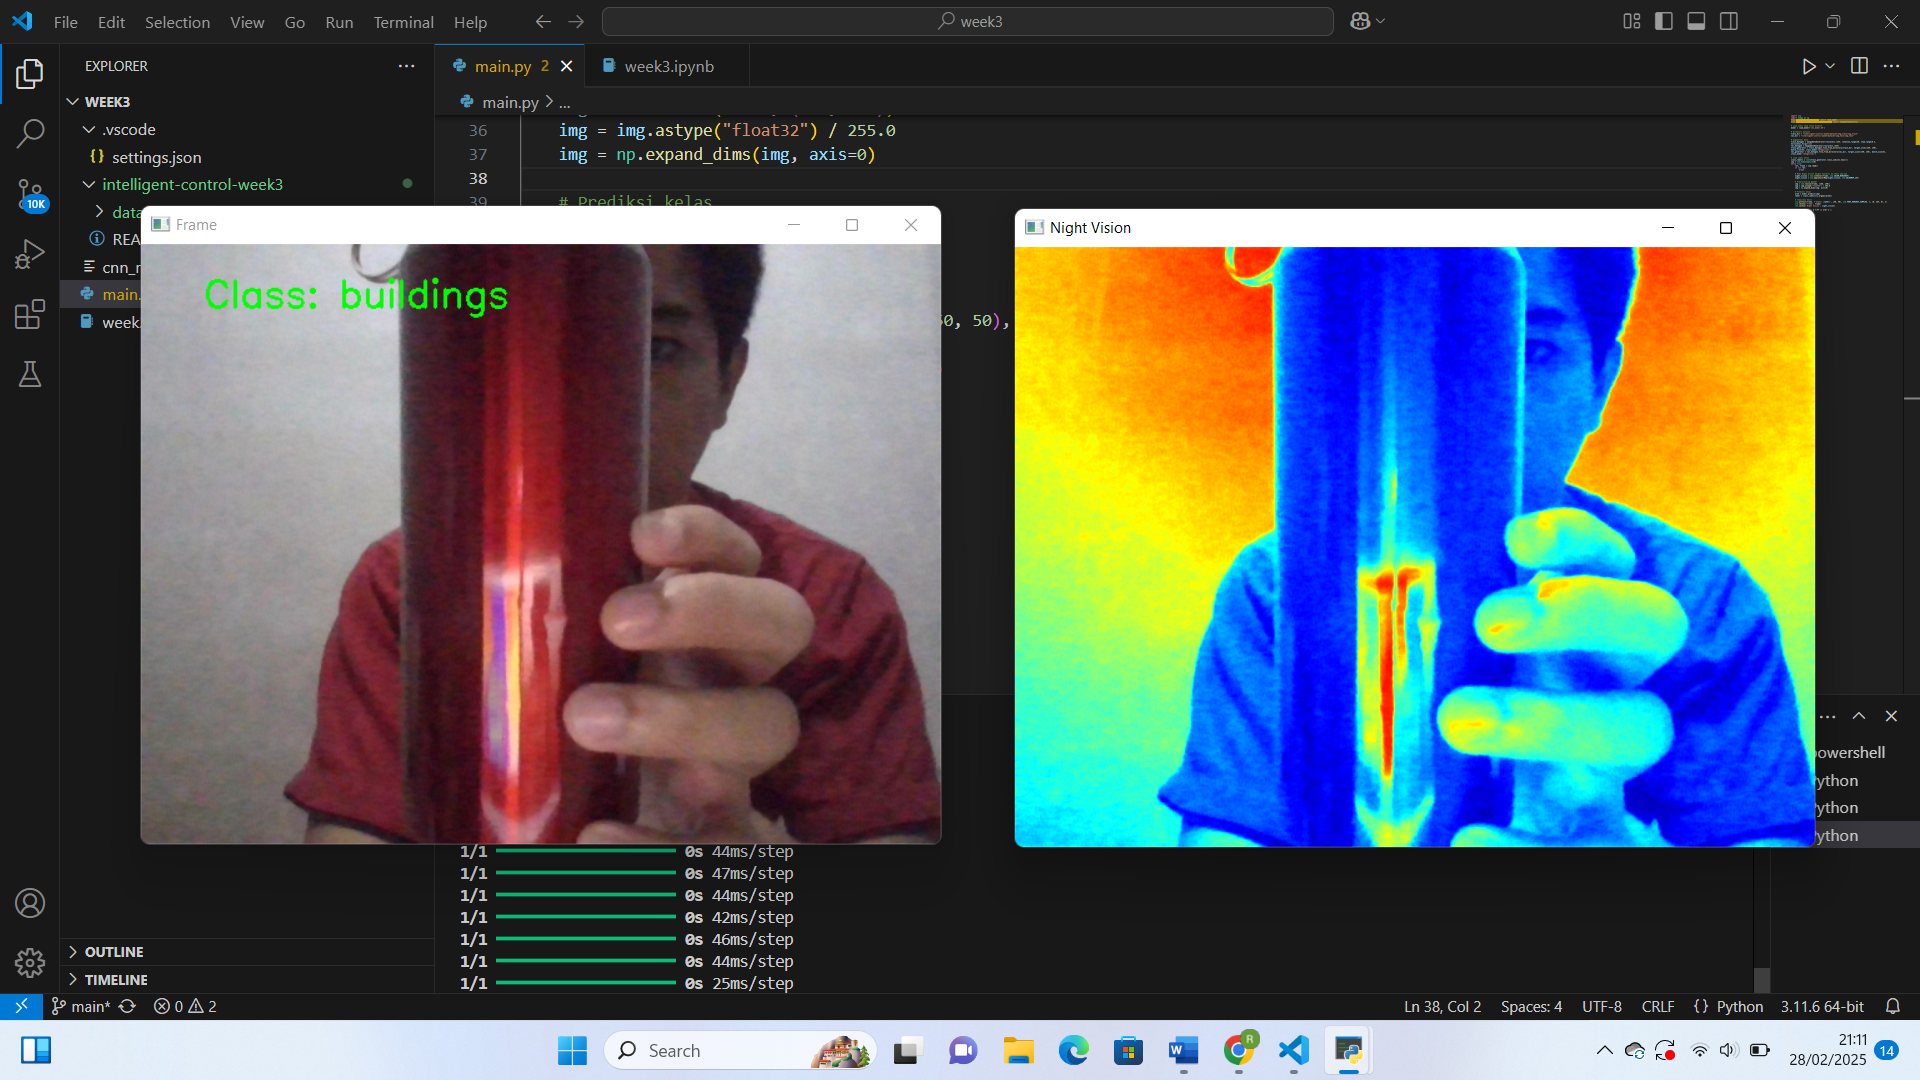 File Edit Selection View Go Run Terminal Help
week3
EXPLORER
WEEK3
.vscode
settings.json
intelligent-control-week3
data
REA
cnn_r
main.
week
10K
main.py 2
week3.ipynb
main.py > ...
36 img = img.astype("float32") / 255.0
37 img = np.expand_dims(img, axis=0)
38
39 # Prediksi kelas
50, 50),
Frame
Class: buildings
Night Vision
powershell
ython
ython
ython
1/1 0s 44ms/step
1/1 0s 47ms/step
1/1 0s 44ms/step
1/1 0s 42ms/step
1/1 0s 46ms/step
1/1 0s 44ms/step
1/1 0s 25ms/step
OUTLINE
TIMELINE
main* 0 2
Ln 38, Col 2 Spaces: 4 UTF-8 CRLF {} Python 3.11.6 64-bit
Search
21:11
28/02/2025
14